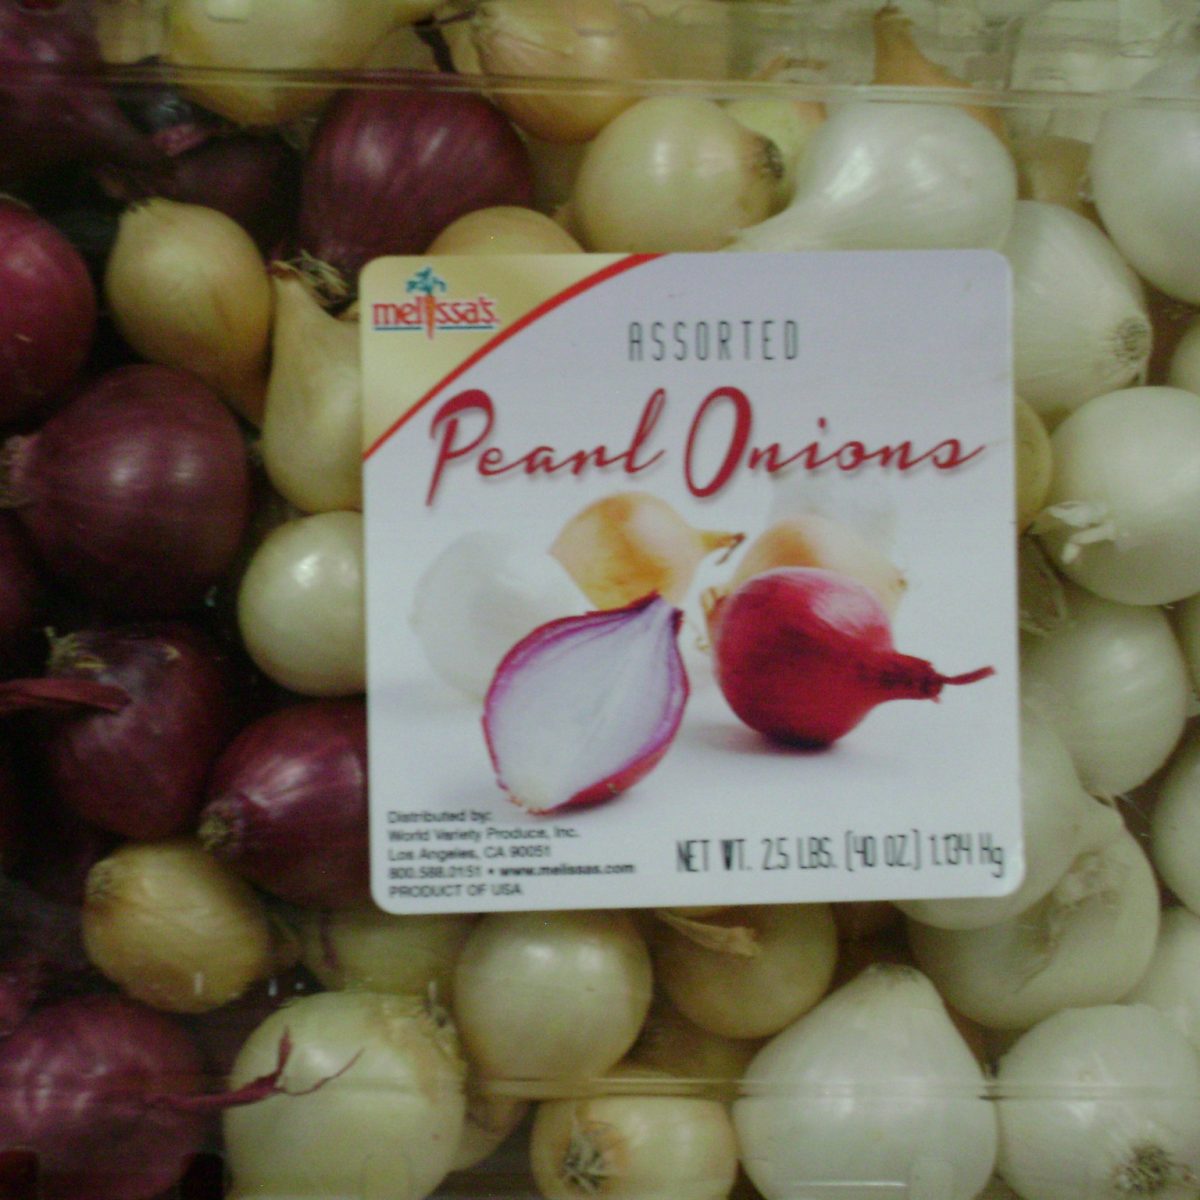 melissa's
ASSORTED
Pearl Onions
Distributed by:
World Variety Produce, Inc.
Los Angeles, CA 90051
800.588.0151 • www.melissas.com
PRODUCT OF USA
NET WT. 2.5 LBS. (40 OZ.) 1.134 Kg